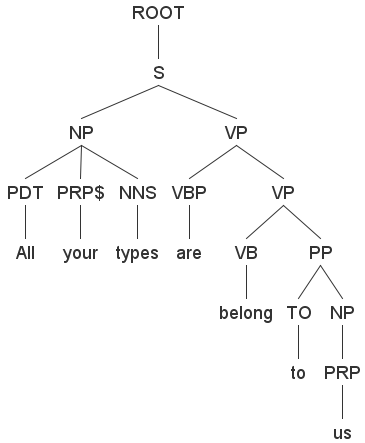 ROOT
S
NP VP
PDT PRP$ NNS VBP VP
All your types are VB PP
belong TO NP
to PRP
us